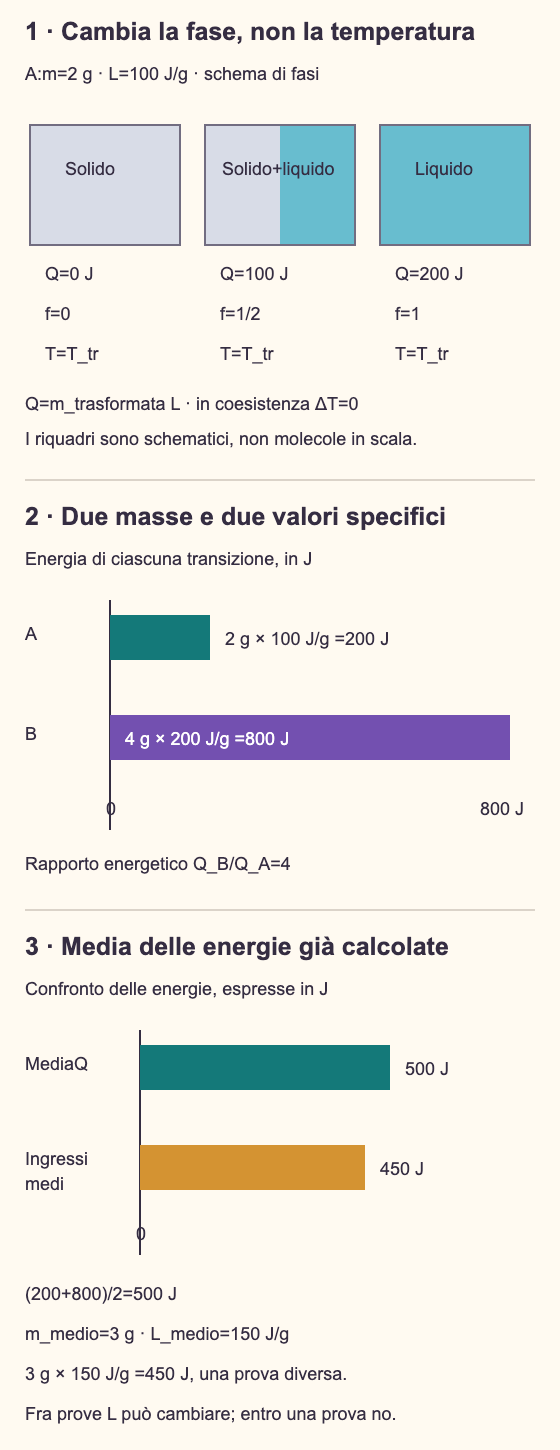 1 · Cambia la fase, non la temperatura
A:m=2 g · L=100 J/g · schema di fasi
Solido
Solido+liquido
Liquido
Q=0 J
Q=100 J
Q=200 J
f=0
f=1/2
f=1
T=T_tr
T=T_tr
T=T_tr
Q=m_trasformata L · in coesistenza ΔT=0
I riquadri sono schematici, non molecole in scala.
2 · Due masse e due valori specifici
Energia di ciascuna transizione, in J
A
2 g × 100 J/g =200 J
B
4 g × 200 J/g =800 J
0
800 J
Rapporto energetico Q_B/Q_A=4
3 · Media delle energie già calcolate
Confronto delle energie, espresse in J
MediaQ
500 J
Ingressi
medi
450 J
0
(200+800)/2=500 J
m_medio=3 g · L_medio=150 J/g
3 g × 150 J/g =450 J, una prova diversa.
Fra prove L può cambiare; entro una prova no.